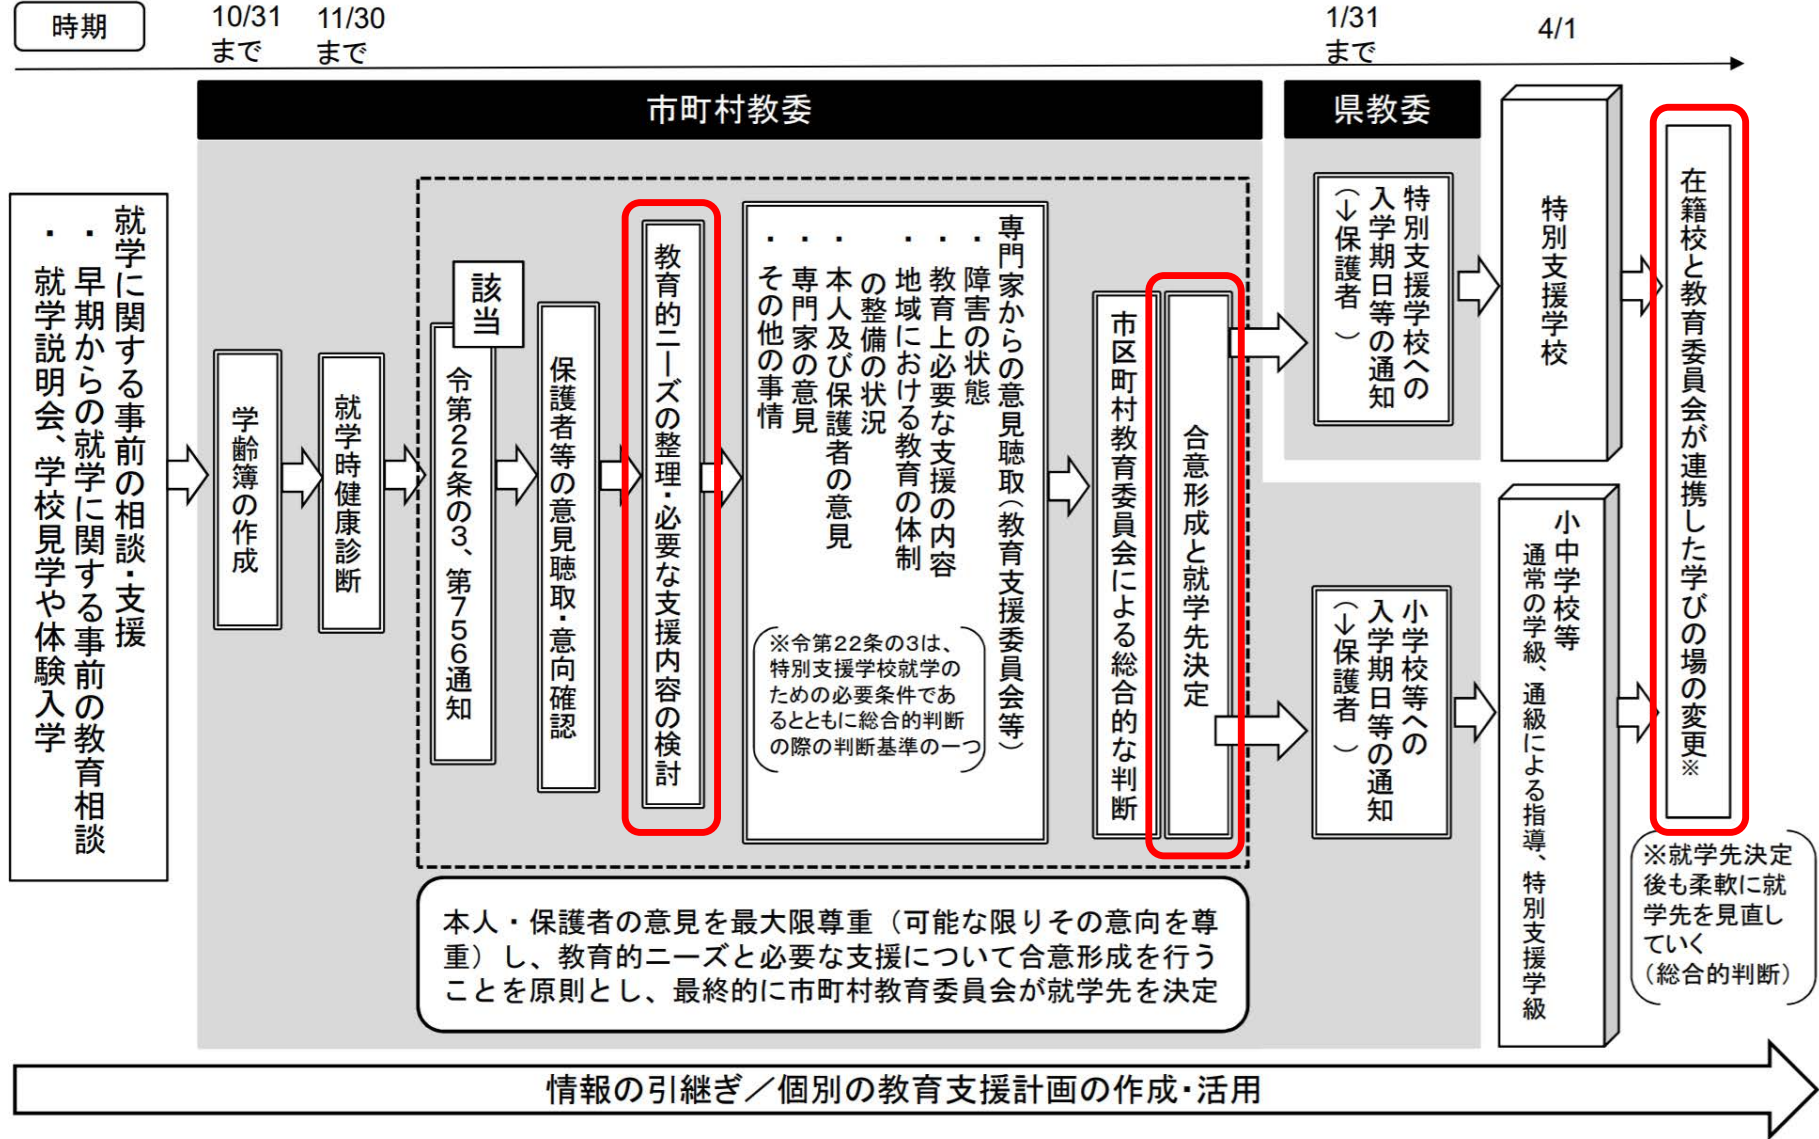 時期
10/31
まで
11/30
まで
1/31
まで
4/1
市町村教委
県教委
就学に関する事前の相談・支援
・早期からの就学に関する事前の教育相談
・就学説明会、学校見学や体験入学
学齢簿の作成
就学時健康診断
該当
令第22条の3、第756通知
保護者等の意見聴取・意向確認
教育的ニーズの整理・必要な支援内容の検討
専門家からの意見聴取（教育支援委員会等）
・障害の状態
・教育上必要な支援の内容
・地域における教育の体制
の整備の状況
・本人及び保護者の意見
・専門家の意見
・その他の事情
※令第22条の3は、
特別支援学校就学の
ための必要条件であ
るとともに総合的判断
の際の判断基準の一つ
市区町村教育委員会による総合的な判断
合意形成と就学先決定
特別支援学校への
入学期日等の通知
（→保護者）
小学校等への
入学期日等の通知
（→保護者）
特別支援学校
小中学校等
通常の学級、通級による指導、特別支援学級
在籍校と教育委員会が連携した学びの場の変更※
※就学先決定
後も柔軟に就
学先を見直し
ていく
（総合的判断）
本人・保護者の意見を最大限尊重（可能な限りその意向を尊
重）し、教育的ニーズと必要な支援について合意形成を行う
ことを原則とし、最終的に市町村教育委員会が就学先を決定
情報の引継ぎ／個別の教育支援計画の作成・活用